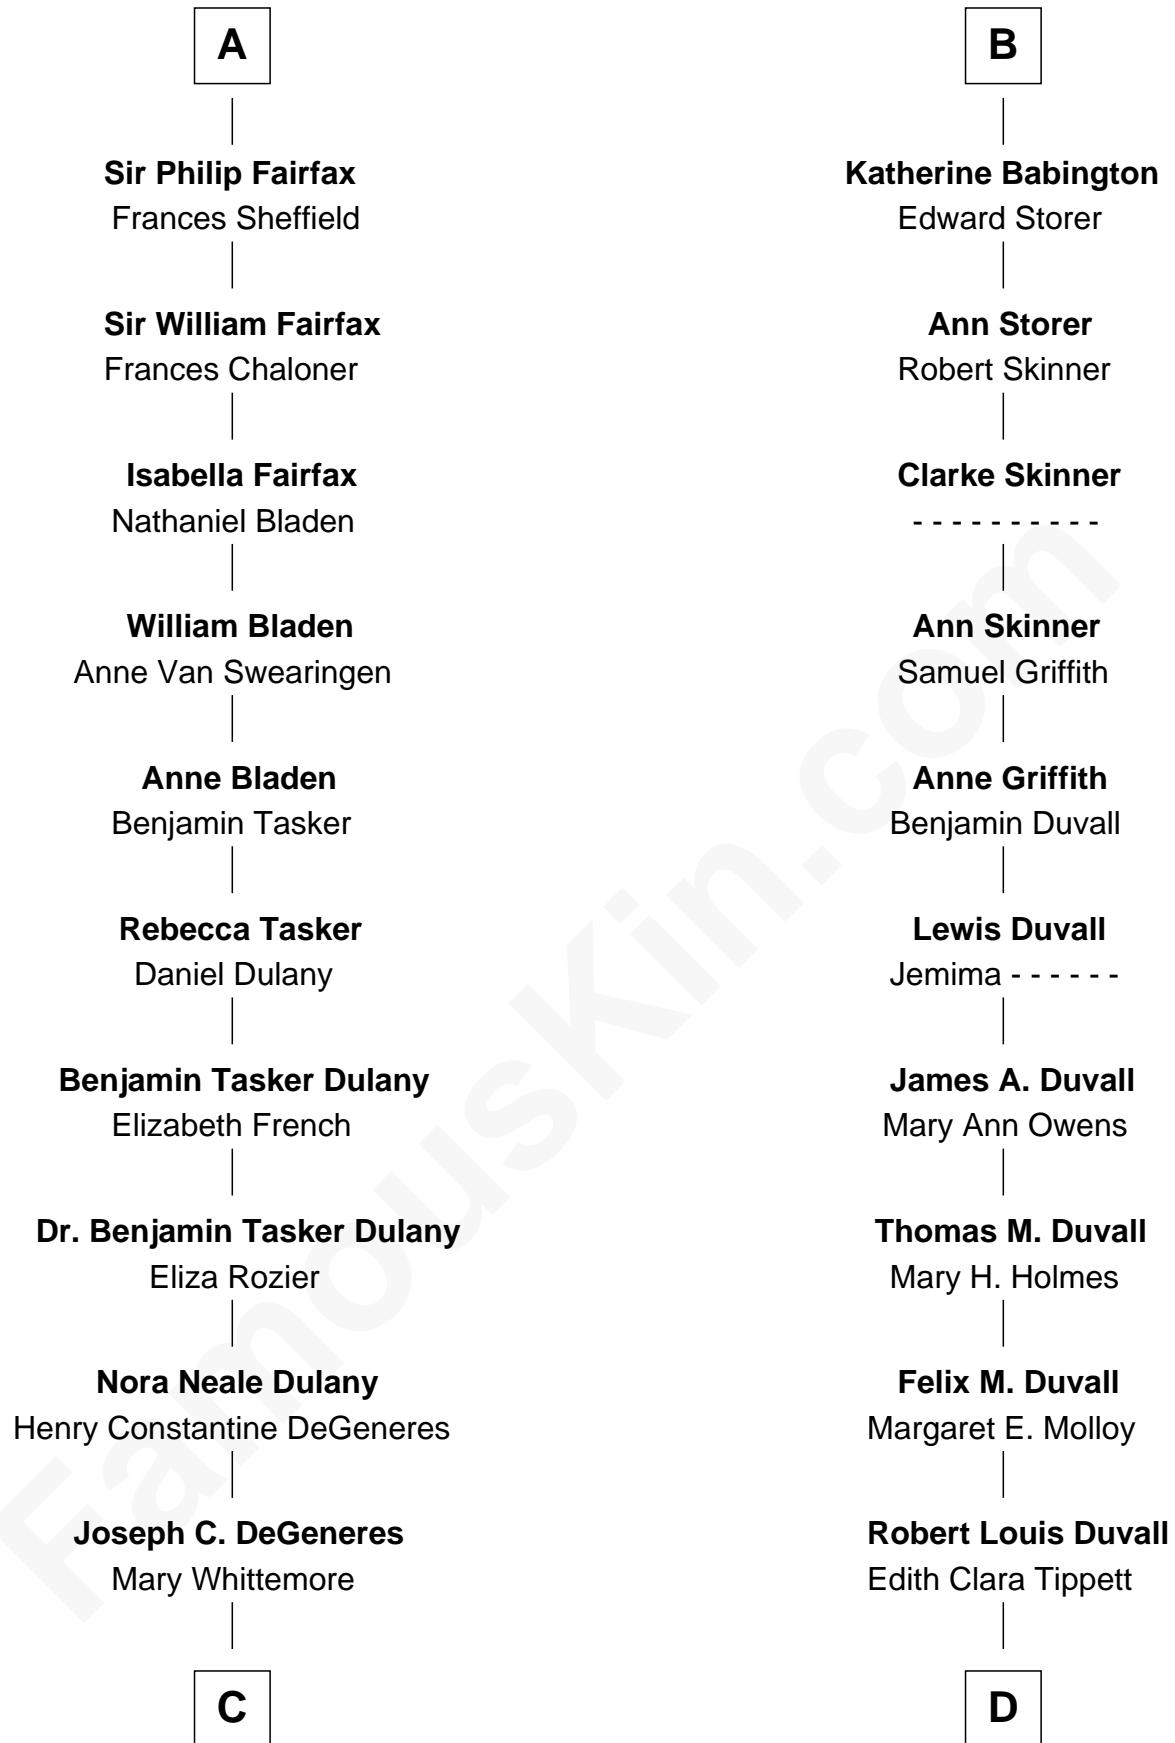 A
Sir Philip Fairfax
Frances Sheffield
Sir William Fairfax
Frances Chaloner
Isabella Fairfax
Nathaniel Bladen
William Bladen
Anne Van Swearingen
Anne Bladen
Benjamin Tasker
Rebecca Tasker
Daniel Dulany
Benjamin Tasker Dulany
Elizabeth French
Dr. Benjamin Tasker Dulany
Eliza Rozier
Nora Neale Dulany
Henry Constantine DeGeneres
Joseph C. DeGeneres
Mary Whittemore
C
B
Katherine Babington
Edward Storer
Ann Storer
Robert Skinner
Clarke Skinner
- - - - - - - - - -
Ann Skinner
Samuel Griffith
Anne Griffith
Benjamin Duvall
Lewis Duvall
Jemima - - - - - -
James A. Duvall
Mary Ann Owens
Thomas M. Duvall
Mary H. Holmes
Felix M. Duvall
Margaret E. Molloy
Robert Louis Duvall
Edith Clara Tippett
D
FamousKin.com